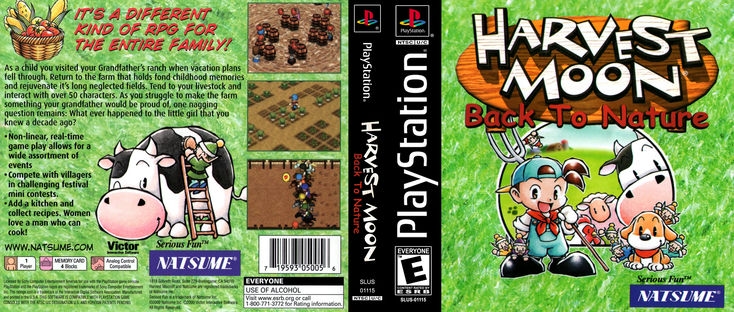 IT'S A DIFFERENT
KIND OF RPG FOR
THE ENTIRE FAMILY!
As a child you visited your Grandfather's ranch when vacation plans
fell through. Return to the farm that holds fond childhood memories
and rejuvenate it's long neglected fields. Tend to your livestock and
interact with over 50 characters. As you struggle to make the farm
something your grandfather would be proud of, one nagging
question remains: What ever happened to the little girl that you
knew a decade ago?
• Non-linear, real-time
game play allows for a
wide assortment of
events
• Compete with villagers
in challenging festival
mini contests.
• Add a kitchen and
collect recipes. Women
love a man who can
cook!
WWW.NATSUME.COM
Victor
Interactive Software
Serious Fun™
NATSUME®
1
Player
MEMORY CARD
4 Blocks
Analog Control
Compatible
7 19593 05005 6
EVERYONE
USE OF ALCOHOL
Visit www.esrb.org or call
1-800-771-3772 for Rating information.
PlayStation
HARVEST MOON
Back To Nature
SLUS
01115
NTSC U/C
NTSC U/C
PlayStation
EVERYONE
E
CONTENT RATED BY
ESRB
SLUS-01115
HARVEST
MOON
Back To Nature
Serious Fun™
NATSUME®